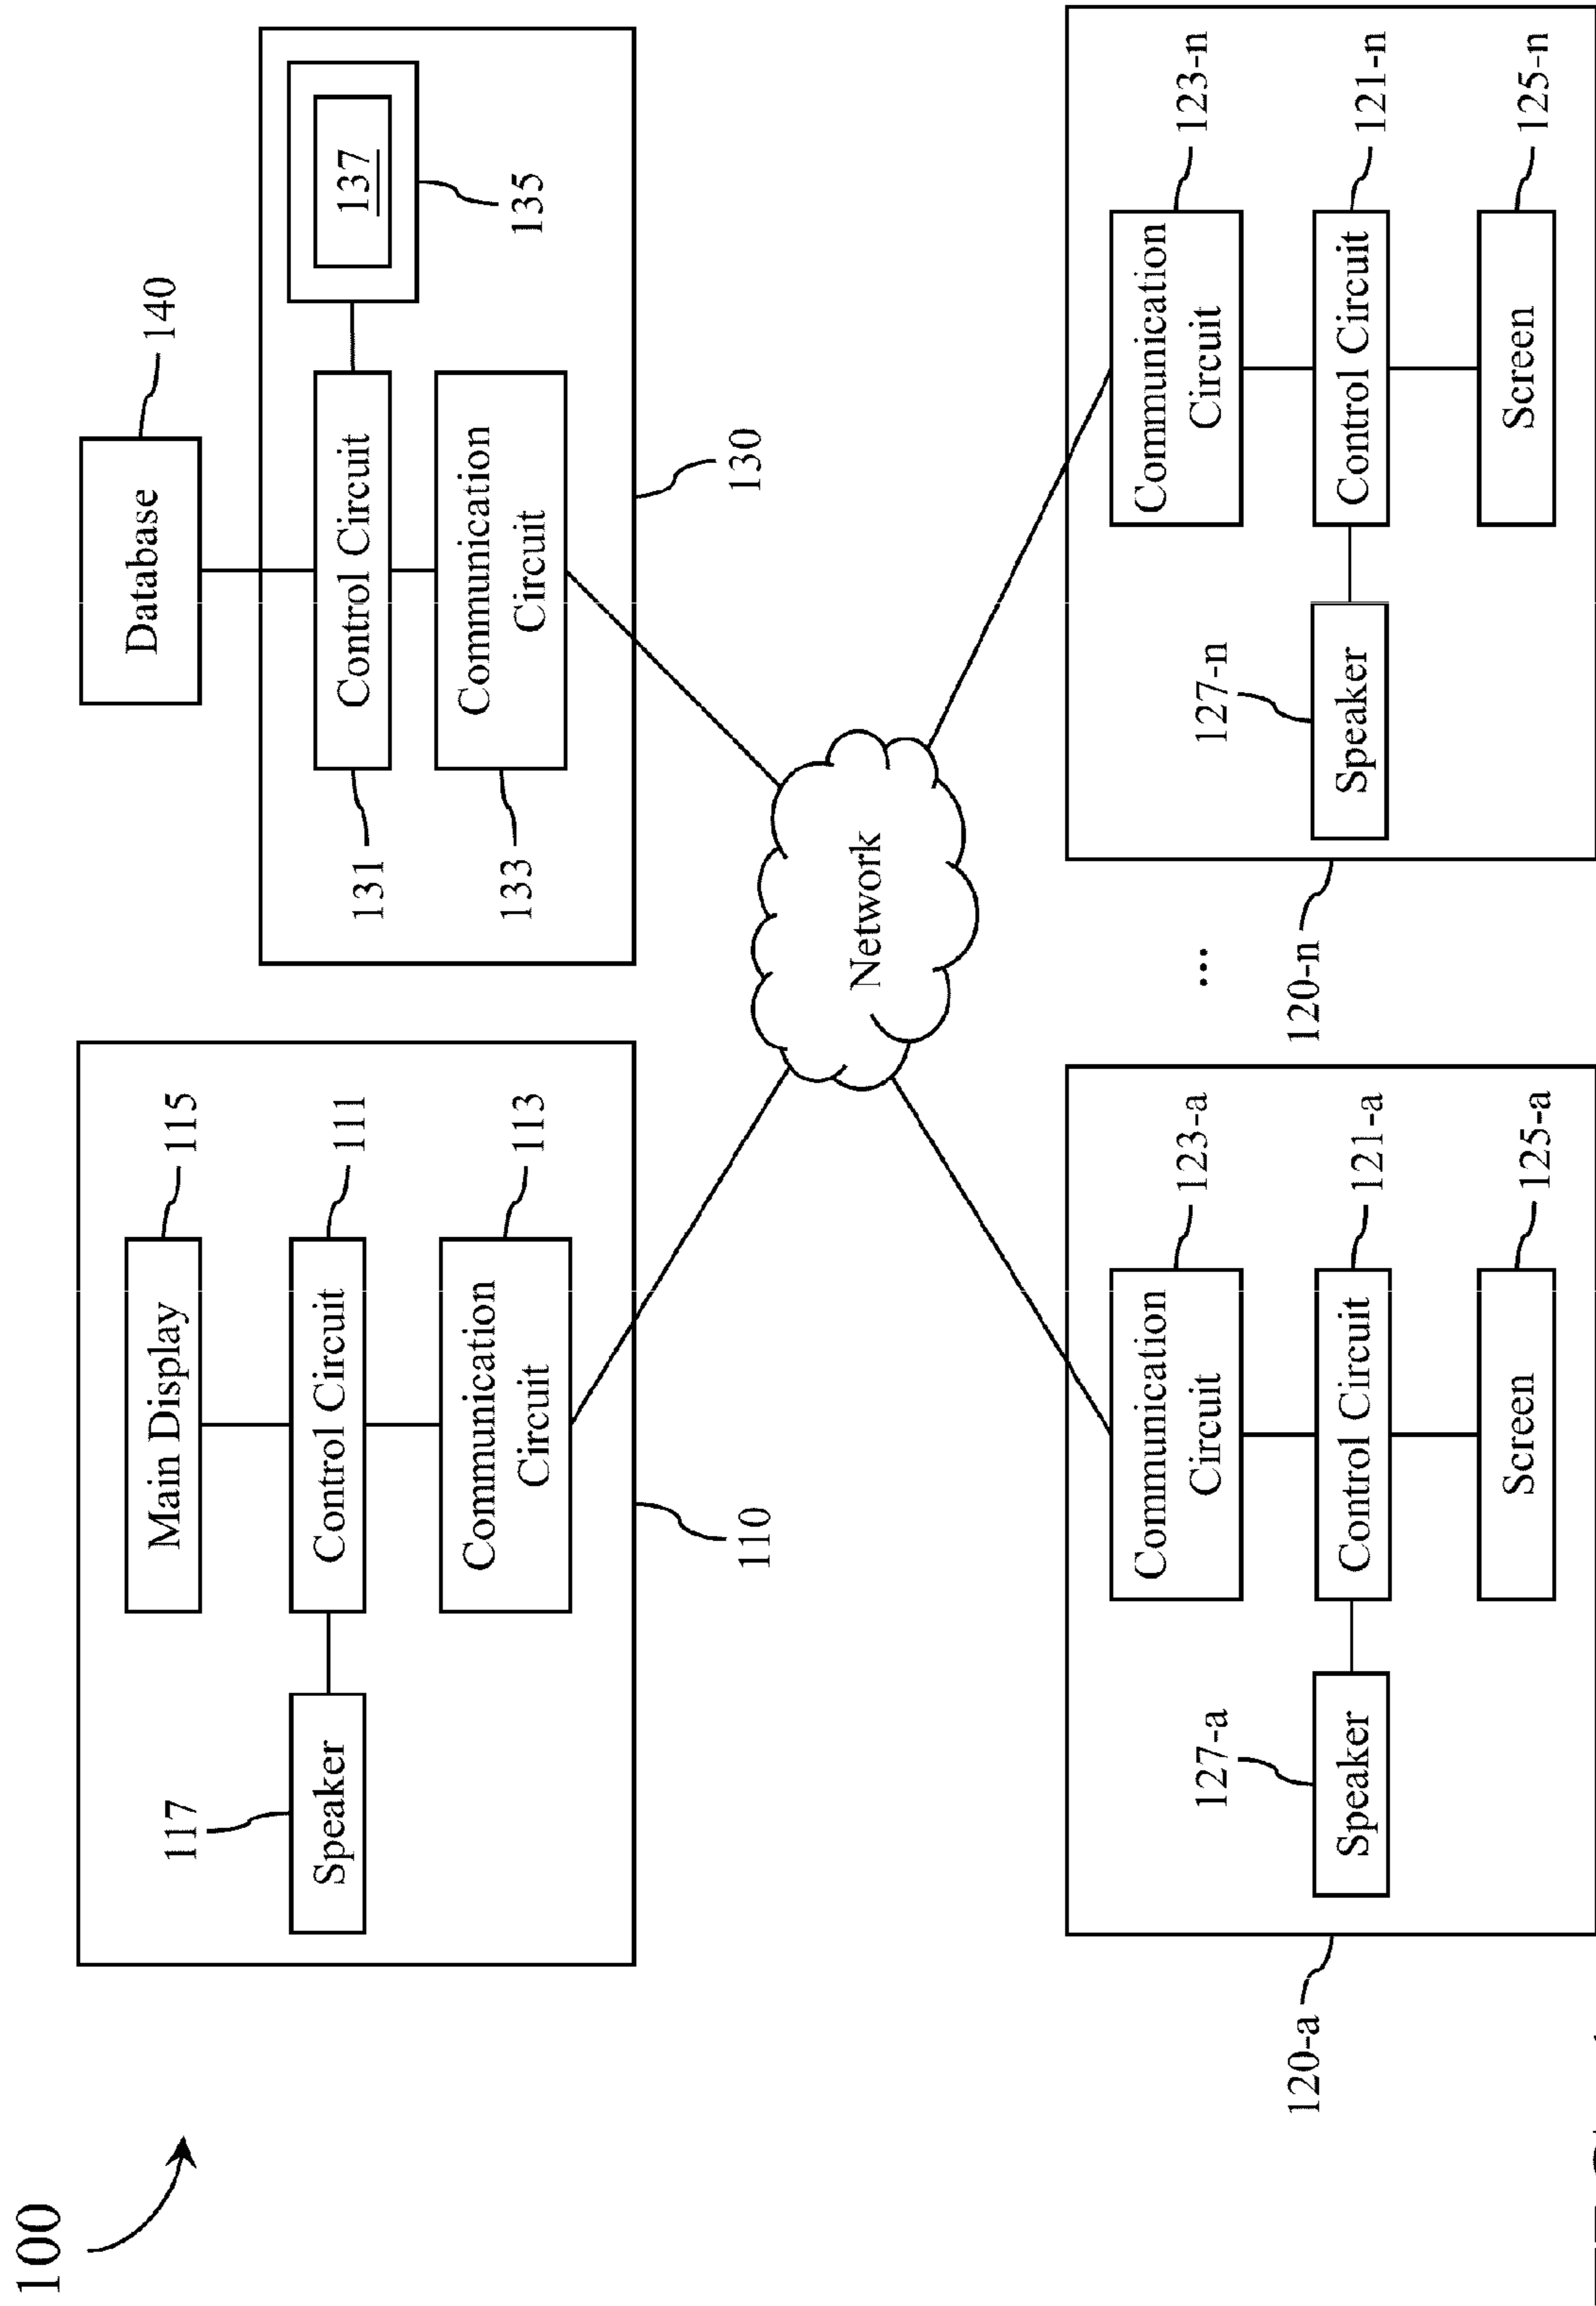 100
117
Speaker
Main Display
115
Control Circuit
111
Communication
Circuit
113
110
Database
140
Control Circuit
131
137
135
Communication
Circuit
133
130
Network
120-a
127-a
Speaker
Communication
Circuit
123-a
Control Circuit
121-a
Screen
125-a
...
120-n
127-n
Speaker
Communication
Circuit
123-n
Control Circuit
121-n
Screen
125-n